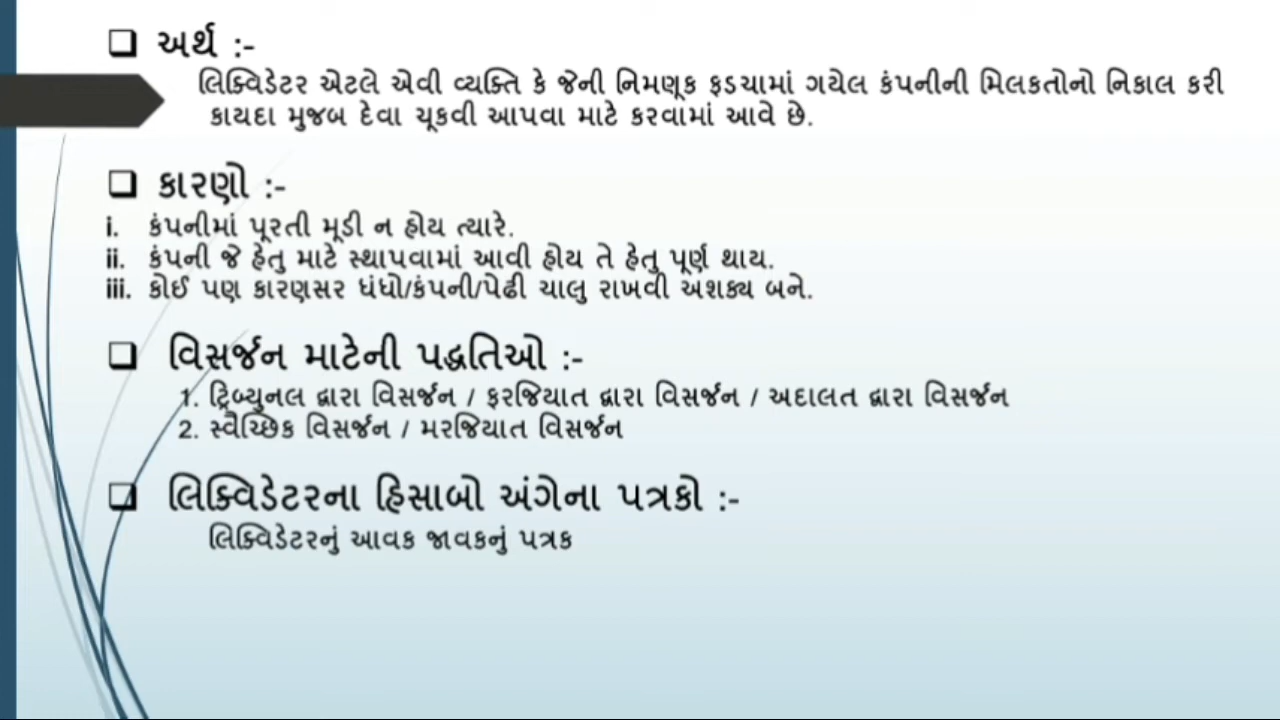 ❑ અર્થ :-
લિક્વિડેટર એટલે એવી વ્યક્તિ કે જેની નિમણૂક ફડચામાં ગયેલ કંપનીની મિલકતોનો નિકાલ કરી
કાયદા મુજબ દેવા ચૂકવી આપવા માટે કરવામાં આવે છે.
❑ કારણો :-
i. કંપનીમાં પૂરતી મૂડી ન હોય ત્યારે.
ii. કંપની જે હેતુ માટે સ્થાપવામાં આવી હોય તે હેતુ પૂર્ણ થાય.
iii. કોઈ પણ કારણસર ધંધો/કંપની/પેઢી ચાલુ રાખવી અશક્ય બને.
❑ વિસર્જન માટેની પદ્ધતિઓ :-
1. ટ્રિબ્યુનલ દ્વારા વિસર્જન / ફરજિયાત દ્વારા વિસર્જન / અદાલત દ્વારા વિસર્જન
2. સ્વૈચ્છિક વિસર્જન / મરજિયાત વિસર્જન
❑ લિક્વિડેટરના હિસાબો અંગેના પત્રકો :-
લિક્વિડેટરનું આવક જાવકનું પત્રક